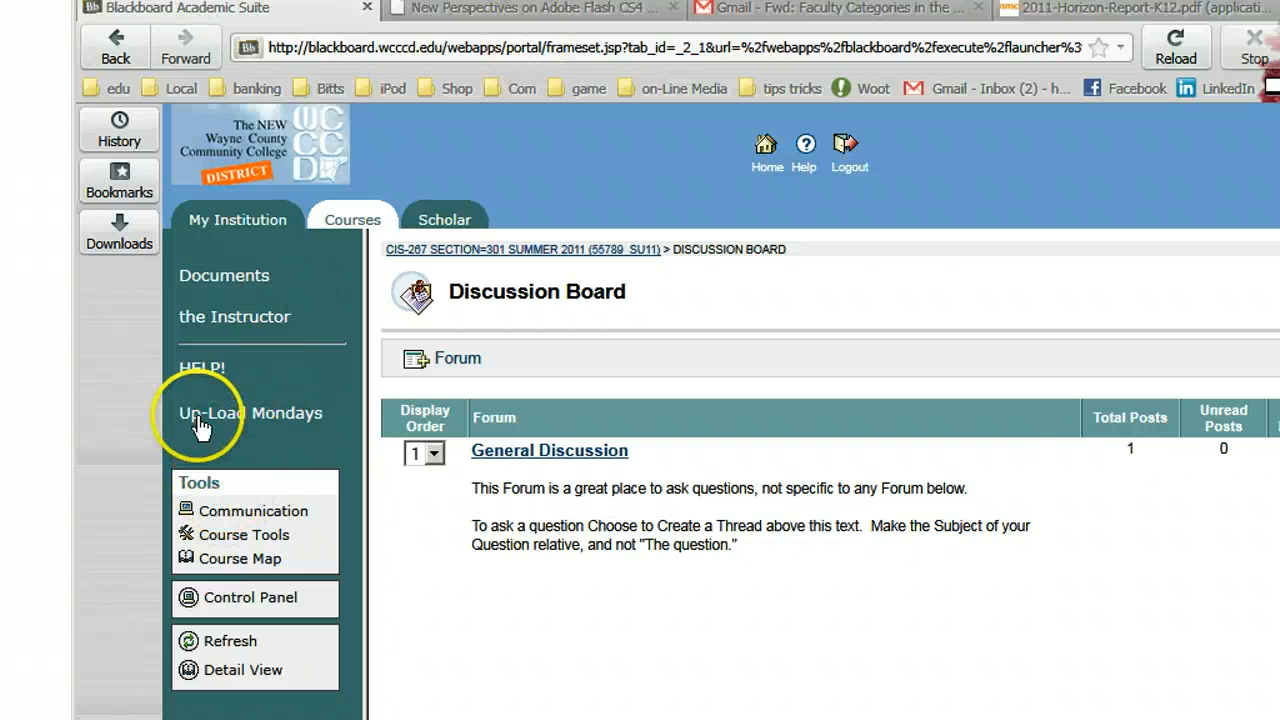 Blackboard Academic Suite
New Perspectives on Adobe Flash CS4 ...
Gmail - Fwd: Faculty Categories in the ...
2011-Horizon-Report-K12.pdf (applicati...
Back
Forward
http://blackboard.wcccd.edu/webapps/portal/frameset.jsp?tab_id=_2_1&url=%2fwebapps%2fblackboard%2fexecute%2flauncher%3
Reload
Stop
edu
Local
banking
Bitts
iPod
Shop
Com
game
on-Line Media
tips tricks
Woot
Gmail - Inbox (2) - h...
Facebook
LinkedIn
History
Bookmarks
Downloads
The NEW
Wayne County
Community College
DISTRICT
WC
CC
D
Home
Help
Logout
My Institution
Courses
Scholar
Documents
the Instructor
HELP!
Up-Load Mondays
Tools
Communication
Course Tools
Course Map
Control Panel
Refresh
Detail View
CIS-267 SECTION=301 SUMMER 2011 (55789_SU11) > DISCUSSION BOARD
Discussion Board
Forum
Display
Order
Forum
Total Posts
Unread
Posts
1
General Discussion
1
0
This Forum is a great place to ask questions, not specific to any Forum below.
To ask a question Choose to Create a Thread above this text.  Make the Subject of your
Question relative, and not "The question."